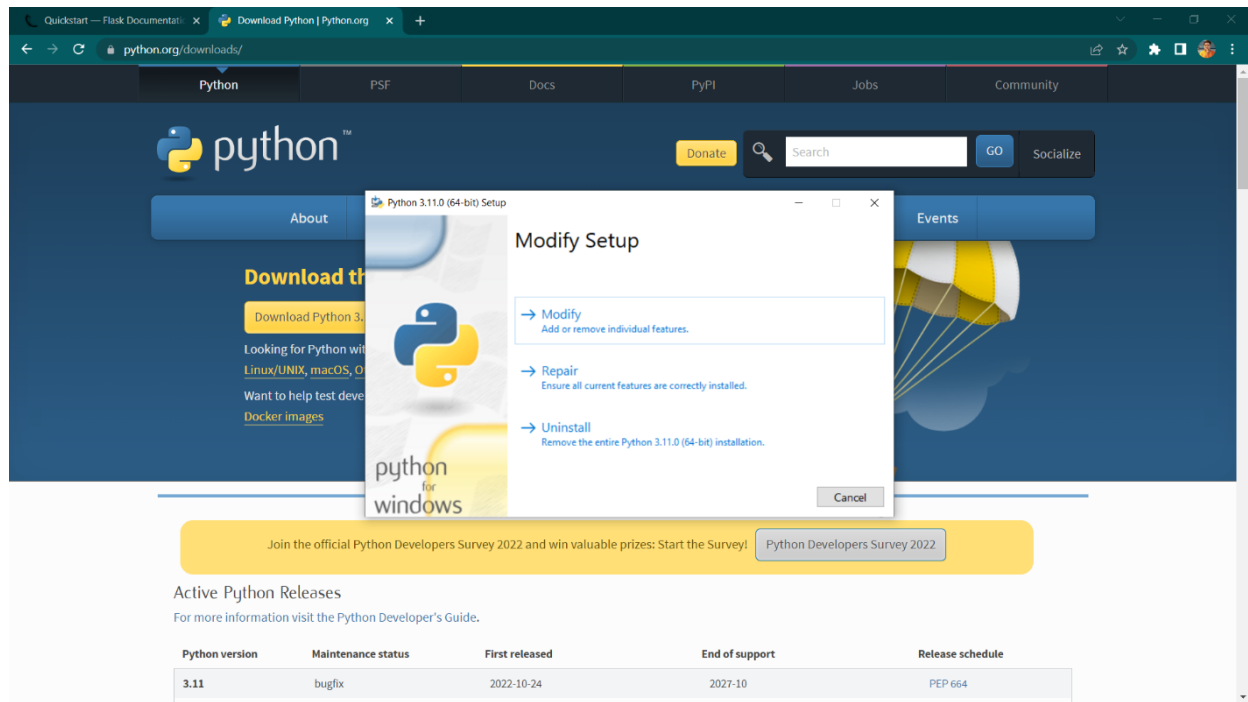 Quickstart — Flask Documentatio
Download Python | Python.org
python.org/downloads/
Python PSF Docs PyPI Jobs Community
python™
Donate Search GO Socialize
About Events
Python 3.11.0 (64-bit) Setup
Modify Setup
Modify
Add or remove individual features.
Repair
Ensure all current features are correctly installed.
Uninstall
Remove the entire Python 3.11.0 (64-bit) installation.
Cancel
python
for
windows
Download th
Download Python 3.
Looking for Python wit
Linux/UNIX, macOS, O
Want to help test deve
Docker images
Join the official Python Developers Survey 2022 and win valuable prizes: Start the Survey! Python Developers Survey 2022
Active Python Releases
For more information visit the Python Developer's Guide.
Python version Maintenance status First released End of support Release schedule
3.11 bugfix 2022-10-24 2027-10 PEP 664